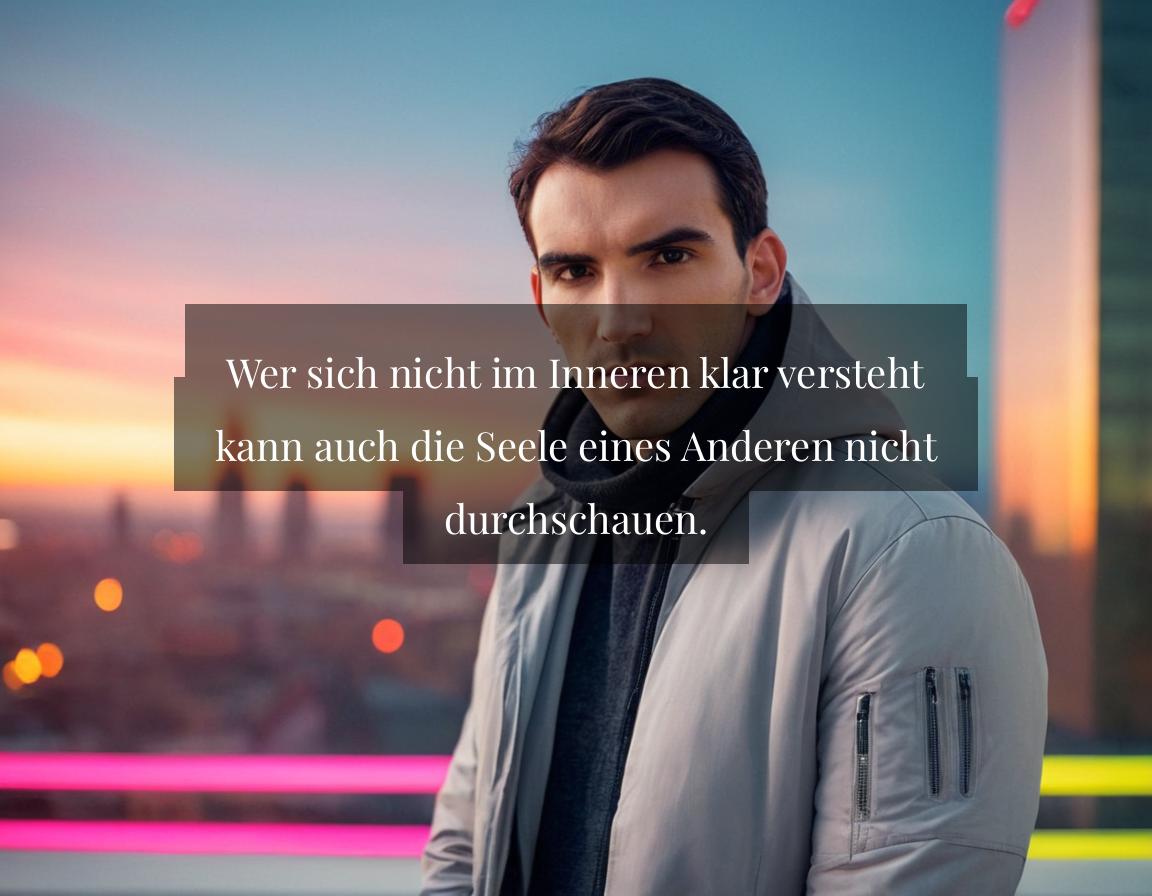 Wer sich nicht im Inneren klar versteht
kann auch die Seele eines Anderen nicht
durchschauen.